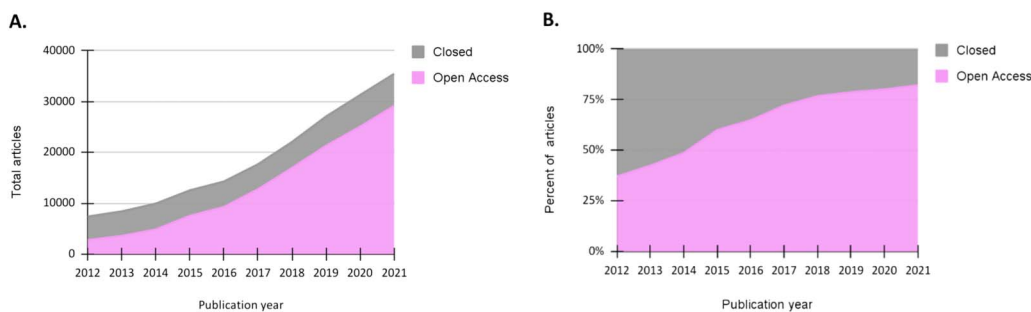 A.
Total articles
40000
30000
20000
10000
0
2012 2013 2014 2015 2016 2017 2018 2019 2020 2021
Publication year
Closed
Open Access
B.
Percent of articles
100%
75%
50%
25%
0%
2012 2013 2014 2015 2016 2017 2018 2019 2020 2021
Publication year
Closed
Open Access